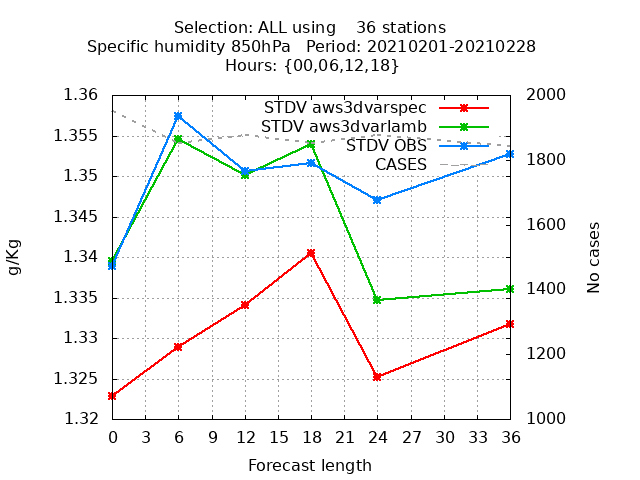 Selection: ALL using    36 stations
Specific humidity 850hPa   Period: 20210201-20210228
Hours: {00,06,12,18}
STDV aws3dvarspec
STDV aws3dvarlamb
STDV OBS
CASES
g/Kg
1.36
1.355
1.35
1.345
1.34
1.335
1.33
1.325
1.32
2000
1800
1600
1400
1200
1000
No cases
0 3 6 9 12 15 18 21 24 27 30 33 36
Forecast length